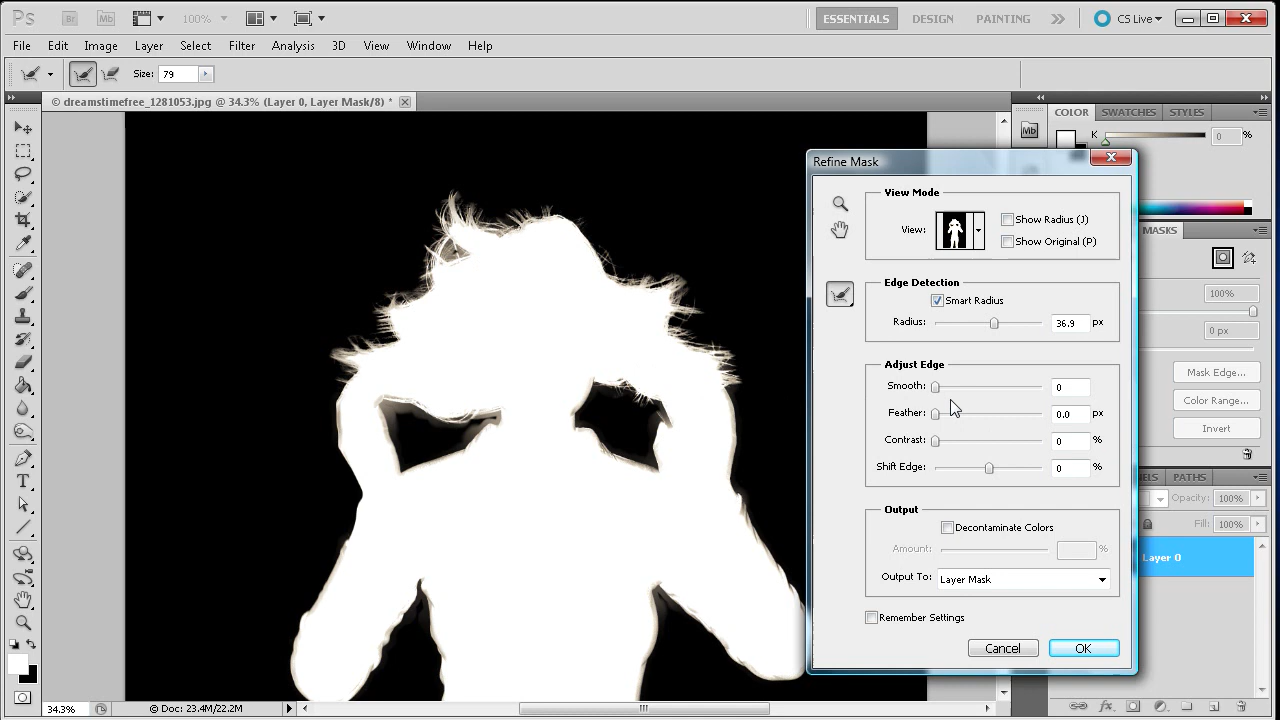 Ps Br Mb 100% ESSENTIALS DESIGN PAINTING CS Live
File Edit Image Layer Select Filter Analysis 3D View Window Help
Size: 79
© dreamstimefree_1281053.jpg @ 34.3% (Layer 0, Layer Mask/8) *
COLOR SWATCHES STYLES
Mb K 0 %
Refine Mask
View Mode
View: Show Radius (J)
Show Original (P)
MASKS
Edge Detection
Smart Radius
100%
Radius: 36.9 px
0 px
Adjust Edge
Mask Edge...
Smooth: 0
Color Range...
Feather: 0.0 px
Invert
Contrast: 0 %
Shift Edge: 0 %
NELS PATHS
Opacity: 100%
Output
Decontaminate Colors
Fill: 100%
Amount: %
Layer 0
Output To: Layer Mask
Remember Settings
Cancel OK
34.3% Doc: 23.4M/22.2M